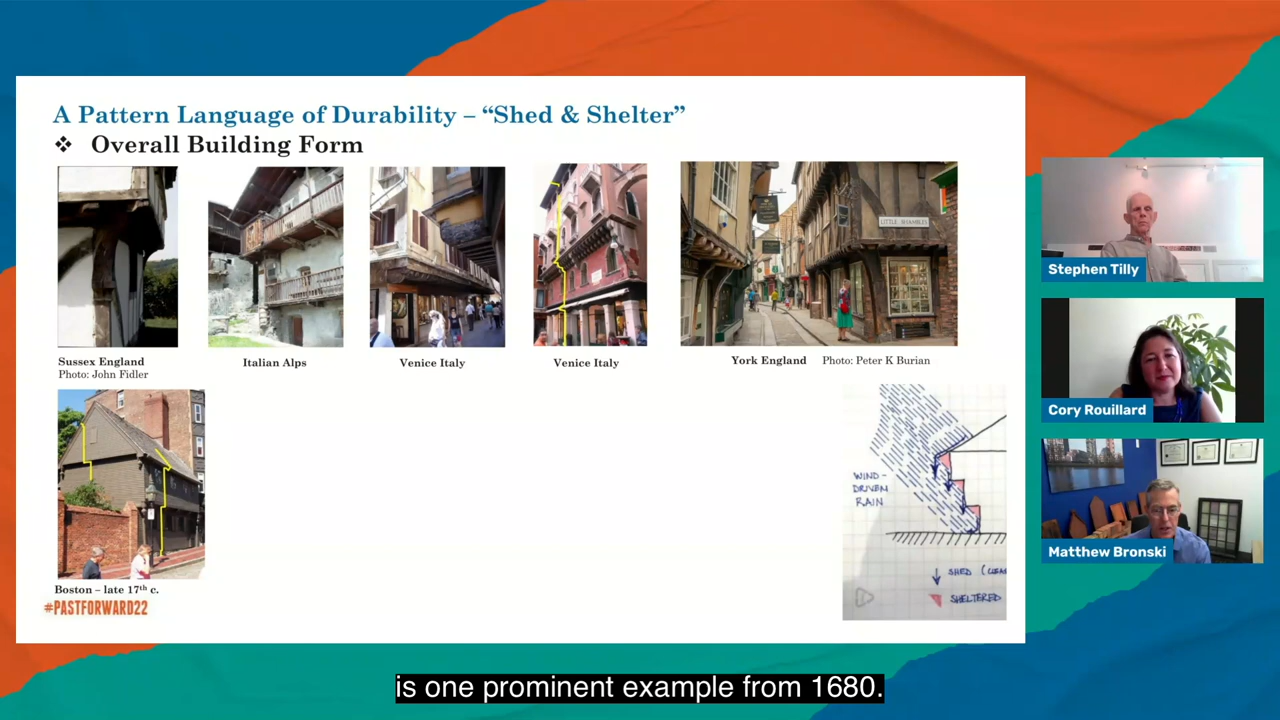 A Pattern Language of Durability – “Shed & Shelter”
❖ Overall Building Form
LITTLE SHAMBLES
Sussex England
Photo: John Fidler
Italian Alps
Venice Italy
Venice Italy
York England Photo: Peter K Burian
WIND-
DRIVEN
RAIN
SHED
SHELTERED
Boston – late 17th c.
#PASTFORWARD22
Stephen Tilly
Cory Rouillard
Matthew Bronski
is one prominent example from 1680.